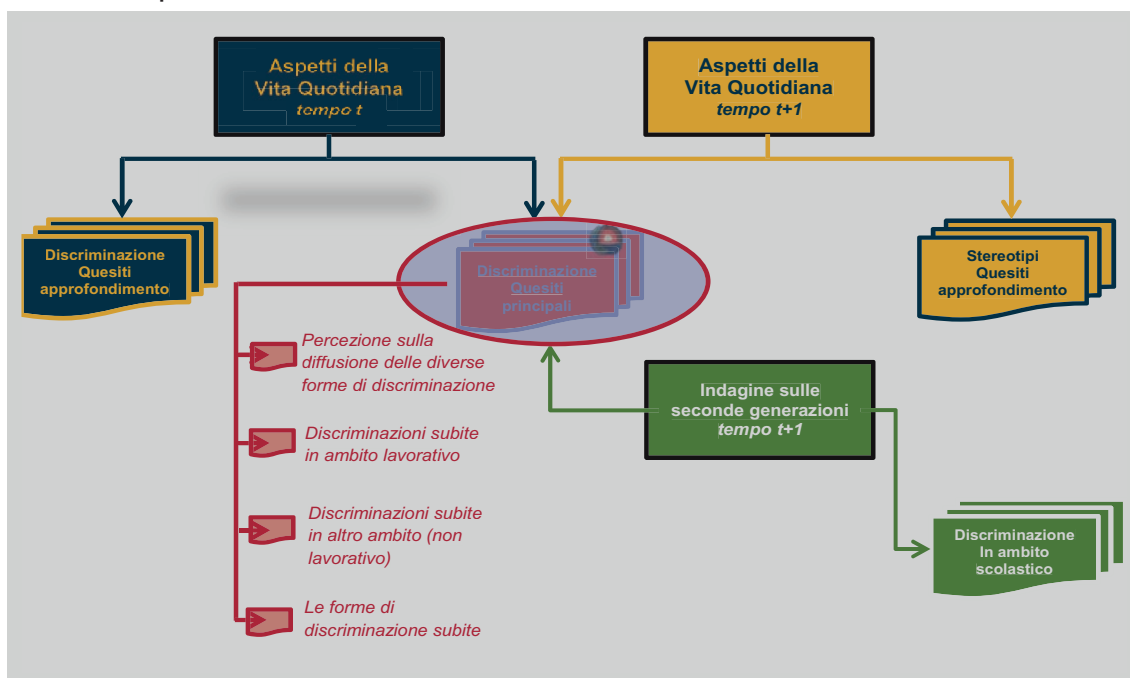 Aspetti della
Vita Quotidiana
tempo t
Aspetti della
Vita Quotidiana
tempo t+1
Discriminazione
Quesiti
approfondimento
Discriminazione
Quesiti
principali
Stereotipi
Quesiti
approfondimento
Percezione sulla
diffusione delle diverse
forme di discriminazione
Discriminazioni subite
in ambito lavorativo
Discriminazioni subite
in altro ambito (non
lavorativo)
Le forme di
discriminazione subite
Indagine sulle
seconde generazioni
tempo t+1
Discriminazione
In ambito
scolastico